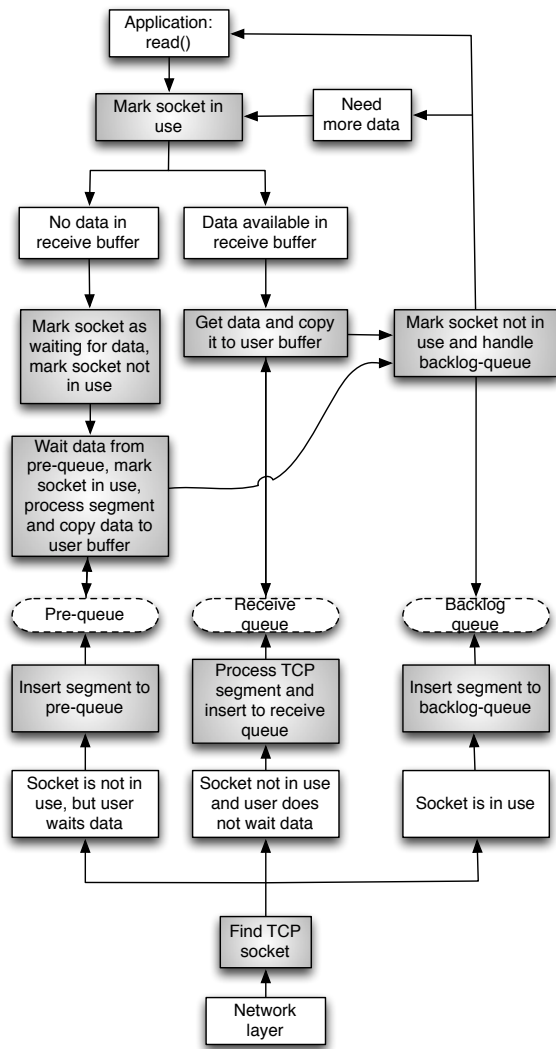 Application:
read()
Mark socket in
use
Need
more data
No data in
receive buffer
Data available in
receive buffer
Mark socket as
waiting for data,
mark socket not
in use
Get data and copy
it to user buffer
Mark socket not in
use and handle
backlog-queue
Wait data from
pre-queue, mark
socket in use,
process segment
and copy data to
user buffer
Pre-queue
Receive
queue
Backlog
queue
Insert segment to
pre-queue
Process TCP
segment and
insert to receive
queue
Insert segment to
backlog-queue
Socket is not in
use, but user
waits data
Socket not in use
and user does
not wait data
Socket is in use
Find TCP
socket
Network
layer